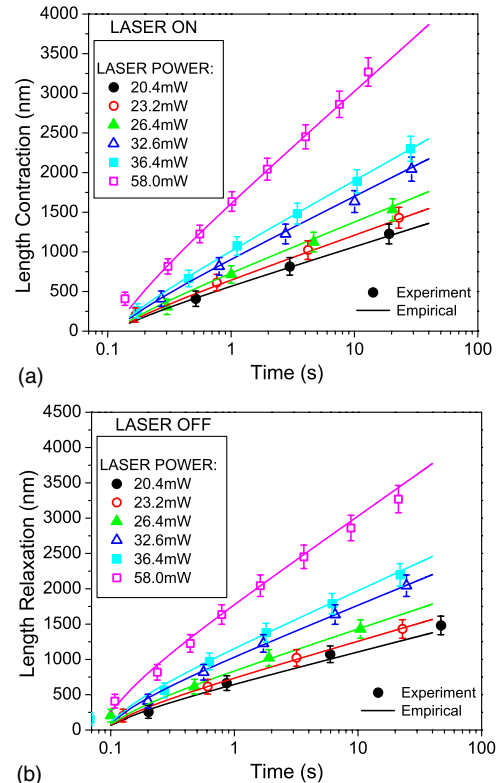 4000
3500
3000
2500
2000
1500
1000
500
0
Length Contraction (nm)
LASER ON
LASER POWER:
20.4mW
23.2mW
26.4mW
32.6mW
36.4mW
58.0mW
Experiment
Empirical
0.1 1 10 100
Time (s)
(a)
4500
4000
3500
3000
2500
2000
1500
1000
500
0
Length Relaxation (nm)
LASER OFF
LASER POWER:
20.4mW
23.2mW
26.4mW
32.6mW
36.4mW
58.0mW
Experiment
Empirical
0.1 1 10 100
Time (s)
(b)